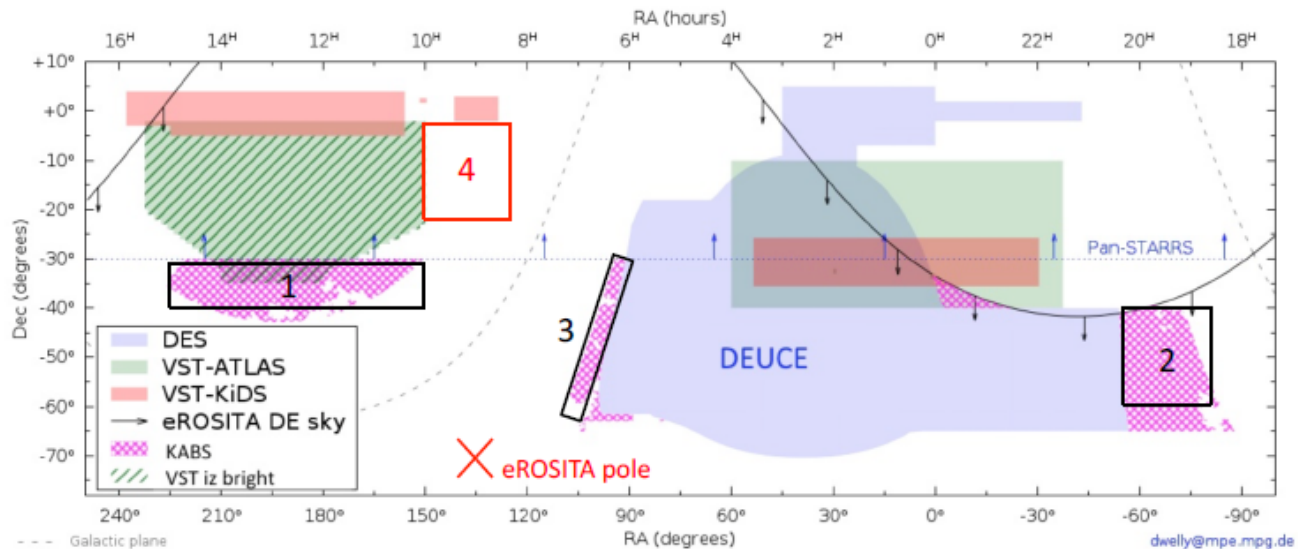 RA (hours)
16H 14H 12H 10H 8H 6H 4H 2H 0H 22H 20H 18H
+10°
+0°
-10°
-20°
-30°
-40°
-50°
-60°
-70°
Dec (degrees)
4
Pan-STARRS
1
3
2
DEUCE
DES
VST-ATLAS
VST-KiDS
eROSITA DE sky
KABS
VST iz bright
eROSITA pole
240° 210° 180° 150° 120° 90° 60° 30° 0° -30° -60° -90°
RA (degrees)
Galactic plane
dwelly@mpe.mpg.de